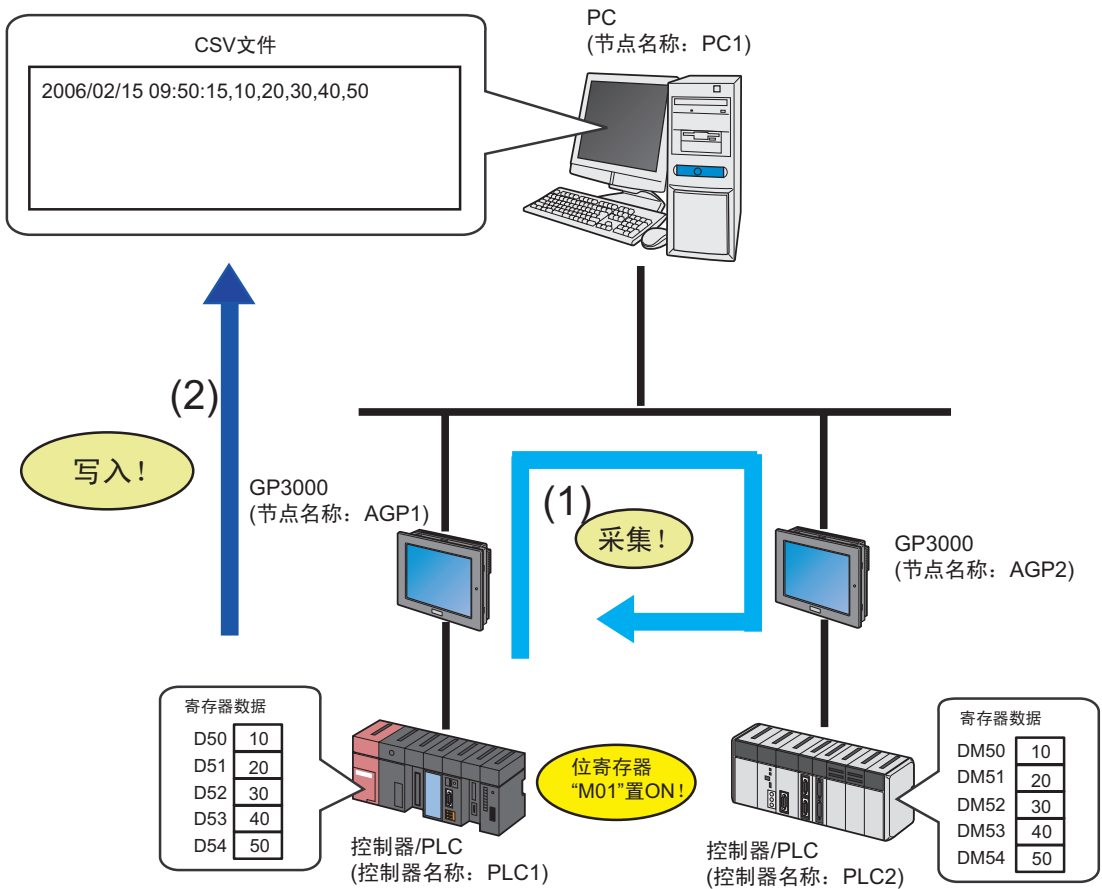 PC
(节点名称：PC1)
CSV文件
2006/02/15 09:50:15,10,20,30,40,50
(2)
写入！
GP3000
(节点名称：AGP1)
(1)
采集！
GP3000
(节点名称：AGP2)
寄存器数据
D50 10
D51 20
D52 30
D53 40
D54 50
位寄存器
“M01”置ON！
控制器/PLC
(控制器名称：PLC1)
控制器/PLC
(控制器名称：PLC2)
寄存器数据
DM50 10
DM51 20
DM52 30
DM53 40
DM54 50